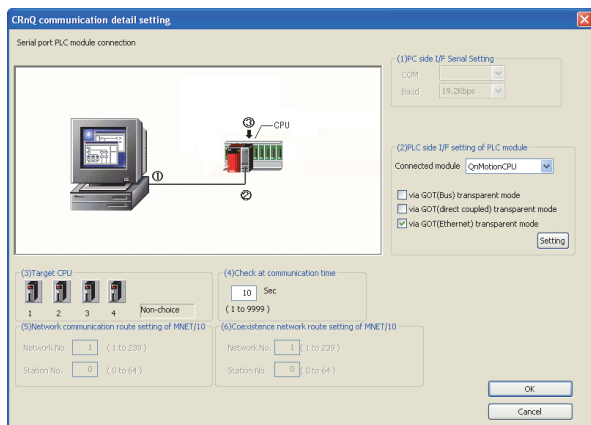 CRnQ communication detail setting
Serial port PLC module connection
③
CPU
①
②
(1)PC side I/F Serial Setting
COM
Baud 19.2Kbps
(2)PLC side I/F setting of PLC module
Connected module QnMotionCPU
via GOT(Bus) transparent mode
via GOT(direct coupled) transparent mode
via GOT(Ethernet) transparent mode
Setting
(3)Target CPU
1 2 3 4 Non-choice
(4)Check at communication time
10 Sec
( 1 to 9999 )
(5)Network communication route setting of MNET/10
Network No. 1 ( 1 to 239 )
Station No. 0 ( 0 to 64 )
(6)Coexistence network route setting of MNET/10
Network No. 1 ( 1 to 239 )
Station No. 0 ( 0 to 64 )
OK
Cancel